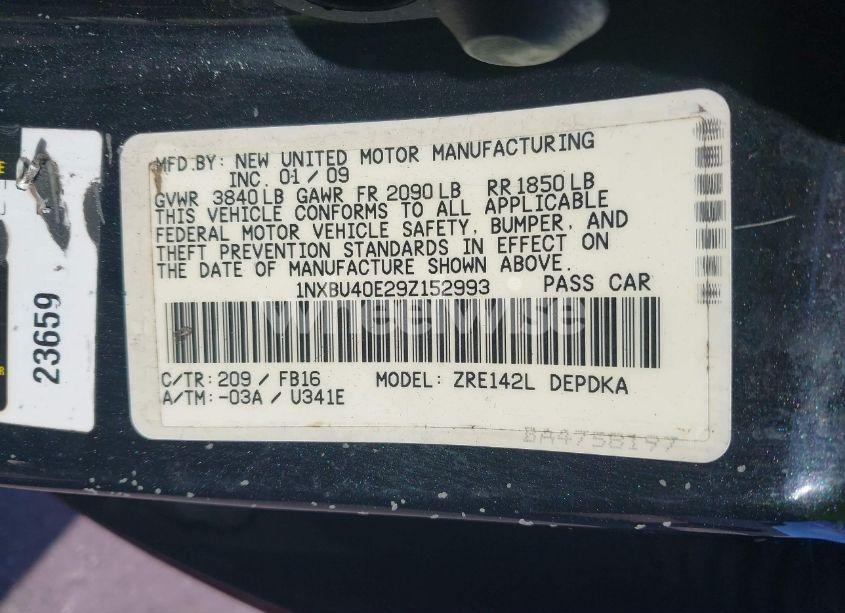 MFD.BY: NEW UNITED MOTOR MANUFACTURING
INC. 01 / 09
GVWR 3840 LB GAWR FR 2090 LB RR 1850 LB
THIS VEHICLE CONFORMS TO ALL APPLICABLE
FEDERAL MOTOR VEHICLE SAFETY, BUMPER, AND
THEFT PREVENTION STANDARDS IN EFFECT ON
THE DATE OF MANUFACTURE SHOWN ABOVE.
1NXBU40E29Z152993 PASS CAR
wheelwise
C/TR: 209 / FB16 MODEL: ZRE142L DEPDKA
A/TM: -03A / U341E
BA4758197
23659